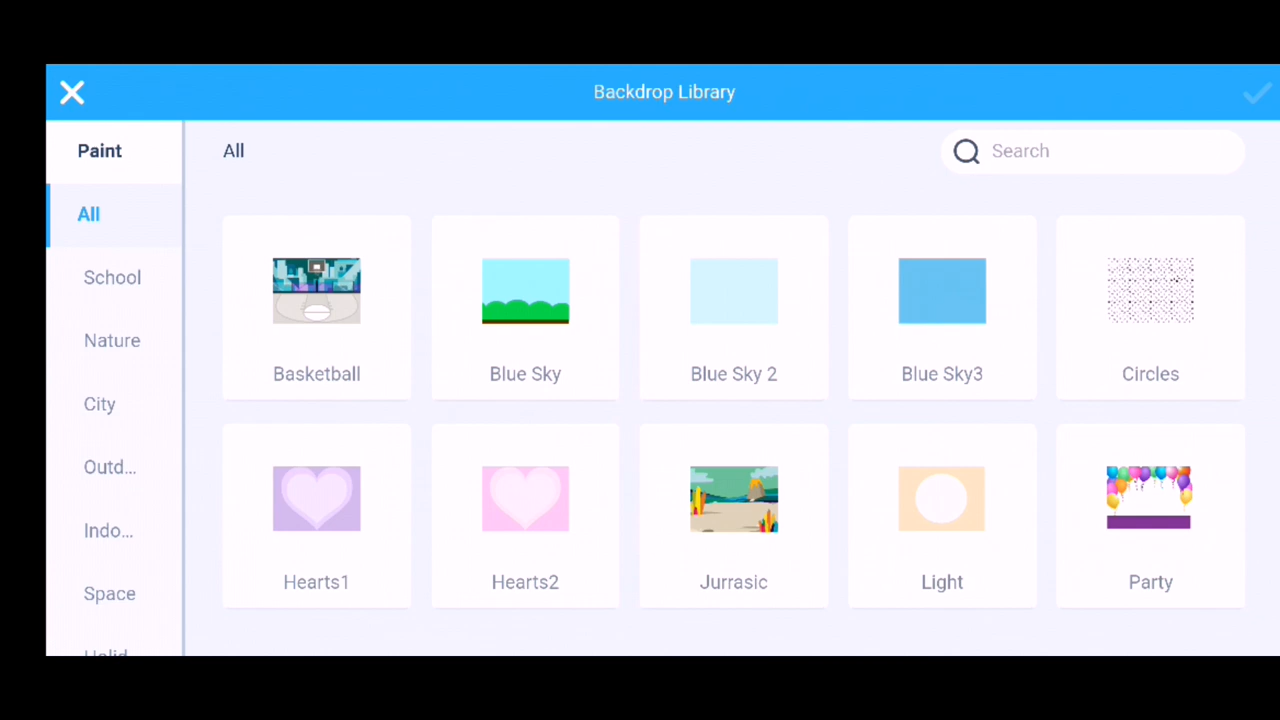 Backdrop Library
Paint
All
Search
All
School
Nature
City
Outd...
Indo...
Space
Basketball
Blue Sky
Blue Sky 2
Blue Sky3
Circles
Hearts1
Hearts2
Jurrasic
Light
Party